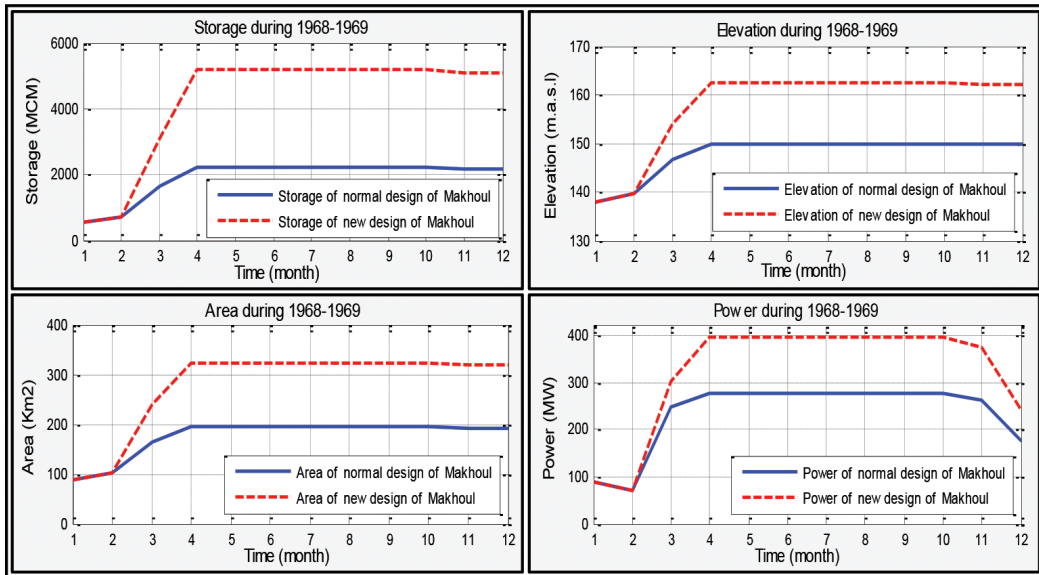 Storage during 1968-1969
Storage (MCM)
6000
4000
2000
0
Storage of normal design of Makhoul
Storage of new design of Makhoul
1 2 3 4 5 6 7 8 9 10 11 12
Time (month)
Elevation during 1968-1969
Elevation (m.a.s.l)
170
160
150
140
130
Elevation of normal design of Makhoul
Elevation of new design of Makhoul
1 2 3 4 5 6 7 8 9 10 11 12
Time (month)
Area during 1968-1969
Area (Km2)
400
300
200
100
0
Area of normal design of Makhoul
Area of new design of Makhoul
1 2 3 4 5 6 7 8 9 10 11 12
Time (month)
Power during 1968-1969
Power (MW)
400
300
200
100
0
Power of normal design of Makhoul
Power of new design of Makhoul
1 2 3 4 5 6 7 8 9 10 11 12
Time (month)